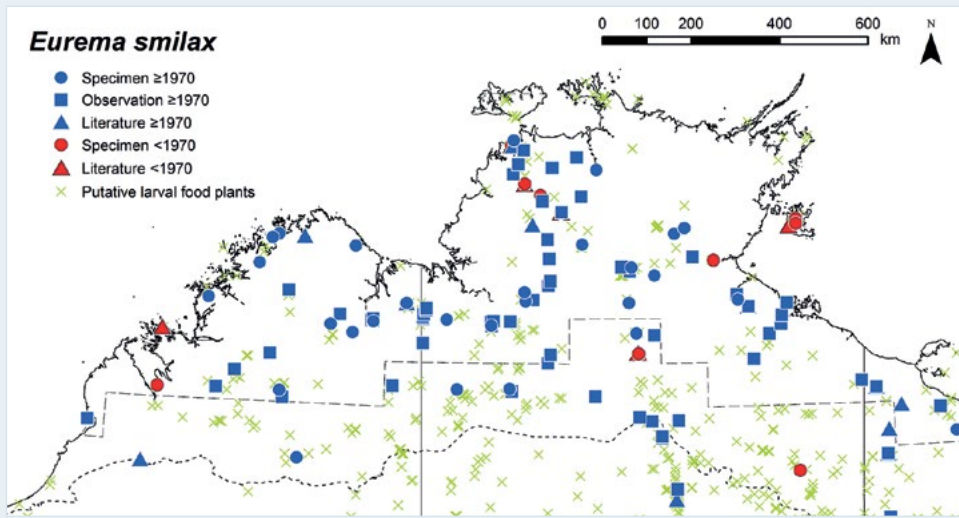 Eurema smilax
Specimen ≥1970
Observation ≥1970
Literature ≥1970
Specimen <1970
Literature <1970
Putative larval food plants
0 100 200 400 600
km
N